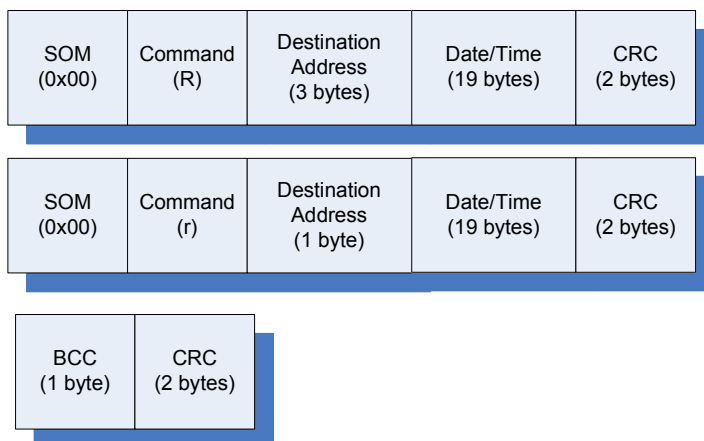 SOM
(0x00)
Command
(R)
Destination
Address
(3 bytes)
Date/Time
(19 bytes)
CRC
(2 bytes)
SOM
(0x00)
Command
(r)
Destination
Address
(1 byte)
Date/Time
(19 bytes)
CRC
(2 bytes)
BCC
(1 byte)
CRC
(2 bytes)